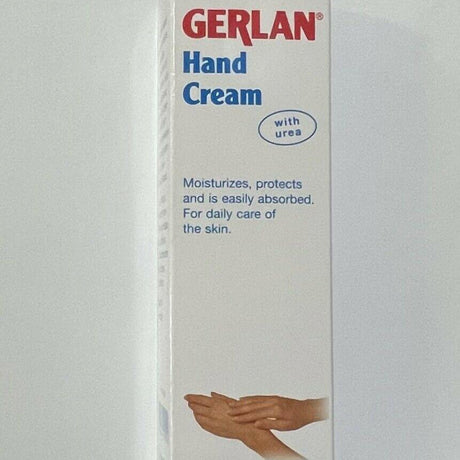 GERLAN®
Hand
Cream
with
urea
Moisturizes, protects
and is easily absorbed.
For daily care of
the skin.